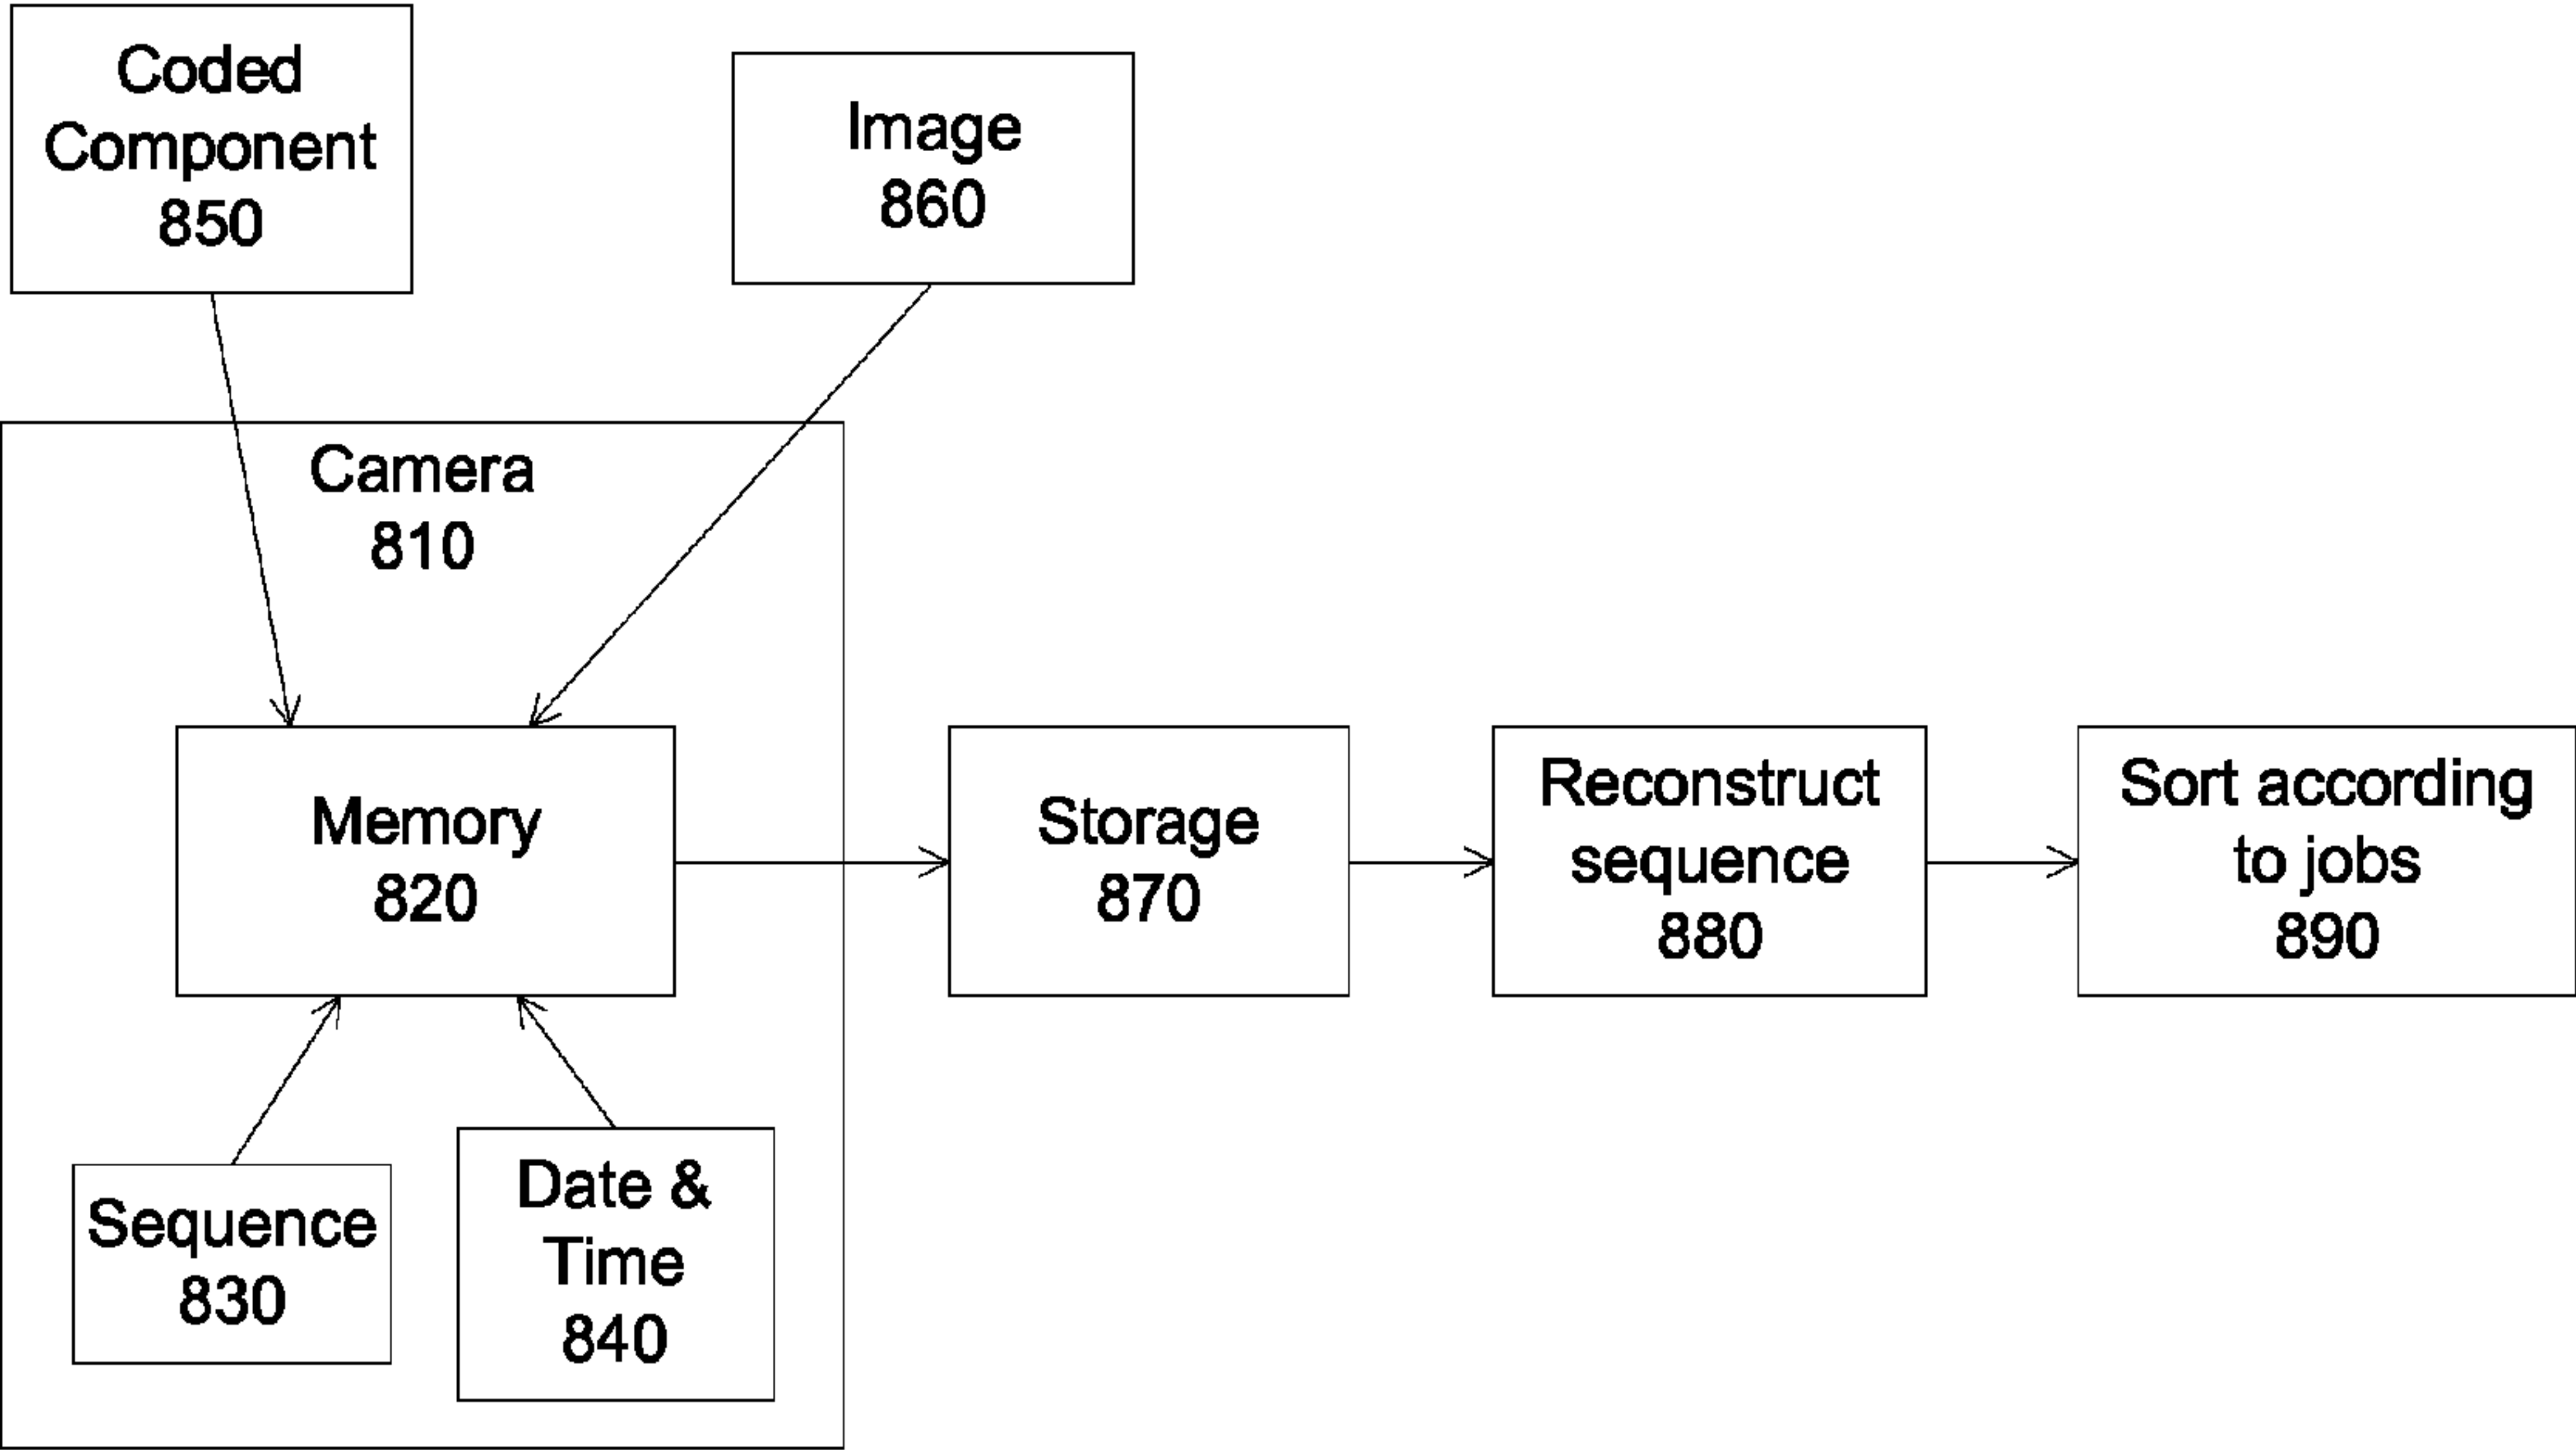 Coded
Component
850
Image
860
Camera
810
Memory
820
Storage
870
Reconstruct
sequence
880
Sort according
to jobs
890
Sequence
830
Date &
Time
840